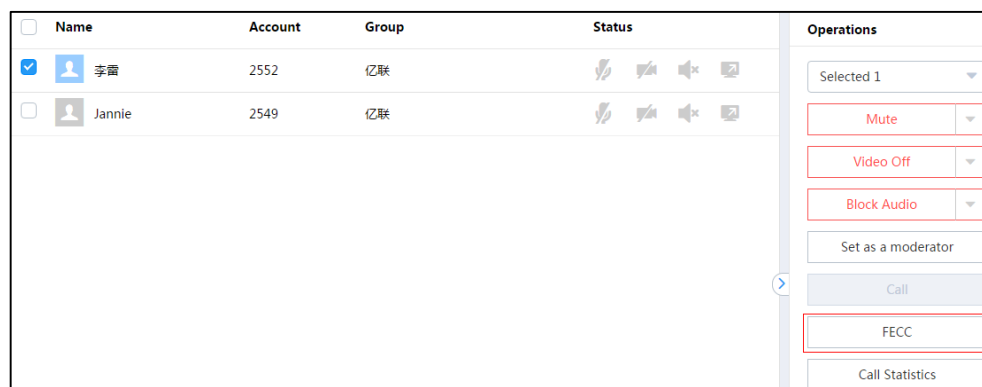 Name Account Group Status Operations
李雷 2552 亿联
Selected 1
Jannie 2549 亿联
Mute
Video Off
Block Audio
Set as a moderator
Call
FECC
Call Statistics